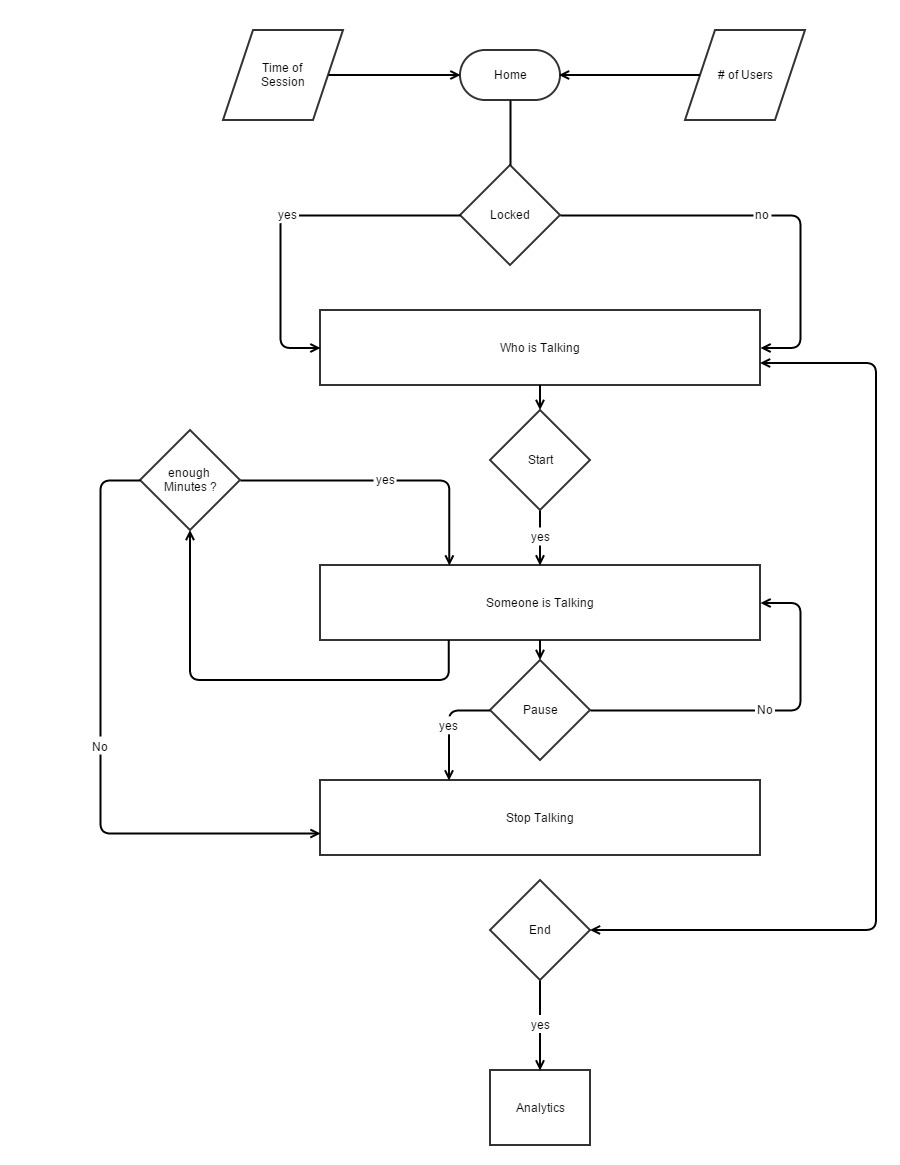 Time of
Session
Home
# of Users
yes
Locked
no
Who is Talking
Start
enough
Minutes ?
yes
yes
Someone is Talking
Pause
No
yes
No
Stop Talking
End
yes
Analytics